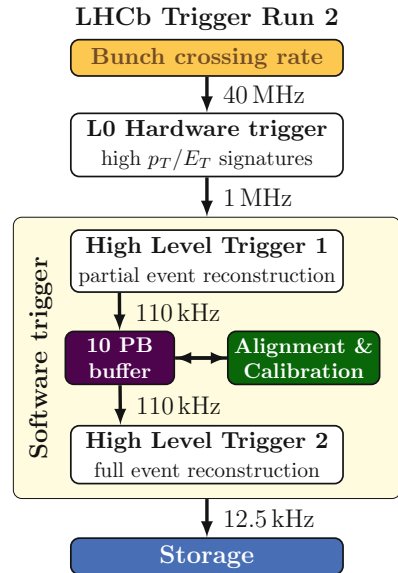 LHCb Trigger Run 2
Bunch crossing rate
40 MHz
L0 Hardware trigger
high p_T/E_T signatures
1 MHz
Software trigger
High Level Trigger 1
partial event reconstruction
110 kHz
10 PB
buffer
Alignment &
Calibration
110 kHz
High Level Trigger 2
full event reconstruction
12.5 kHz
Storage